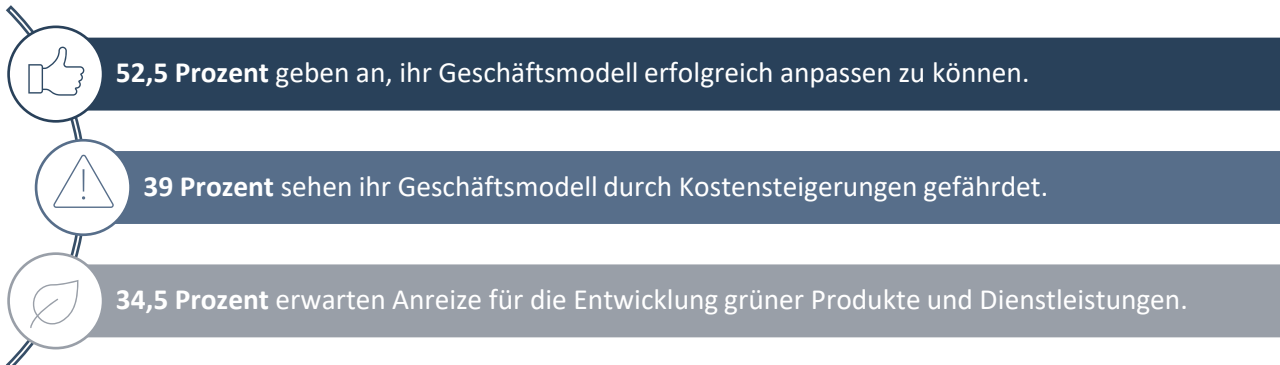 52,5 Prozent geben an, ihr Geschäftsmodell erfolgreich anpassen zu können.
39 Prozent sehen ihr Geschäftsmodell durch Kostensteigerungen gefährdet.
34,5 Prozent erwarten Anreize für die Entwicklung grüner Produkte und Dienstleistungen.